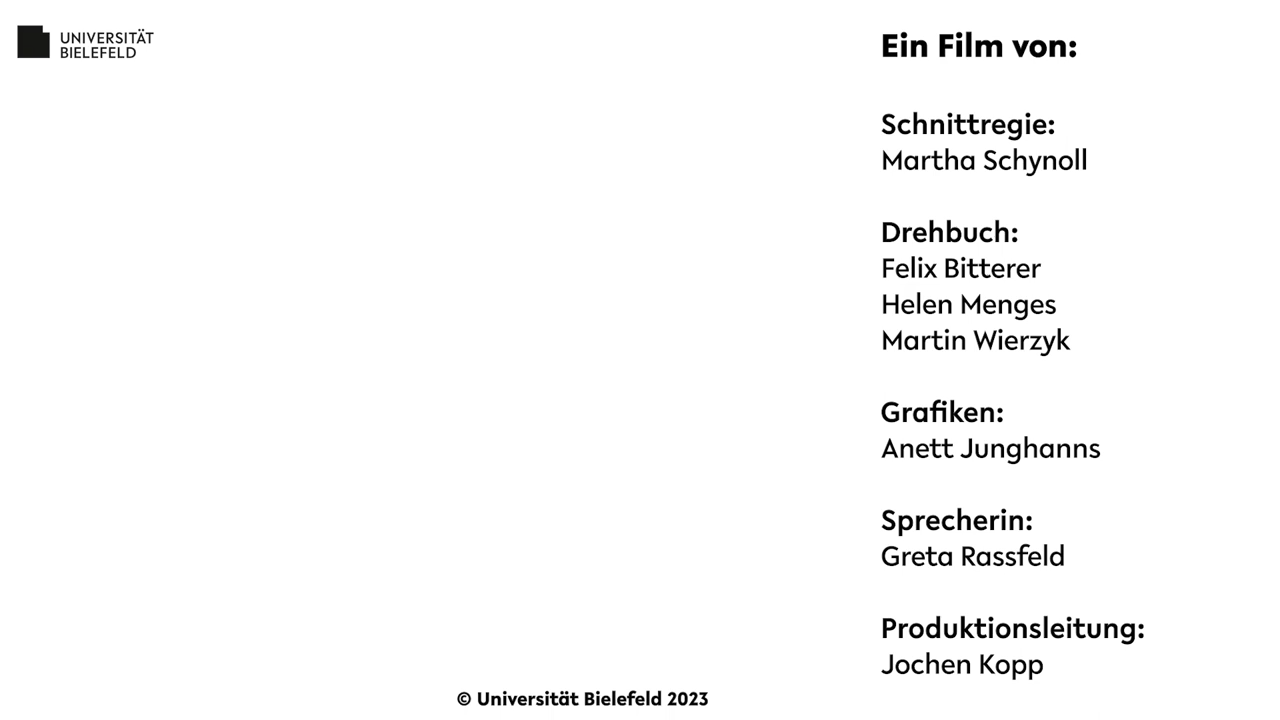 UNIVERSITÄT
BIELEFELD
Ein Film von:
Schnittregie:
Martha Schynoll
Drehbuch:
Felix Bitterer
Helen Menges
Martin Wierzyk
Grafiken:
Anett Junghanns
Sprecherin:
Greta Rassfeld
Produktionsleitung:
Jochen Kopp
© Universität Bielefeld 2023